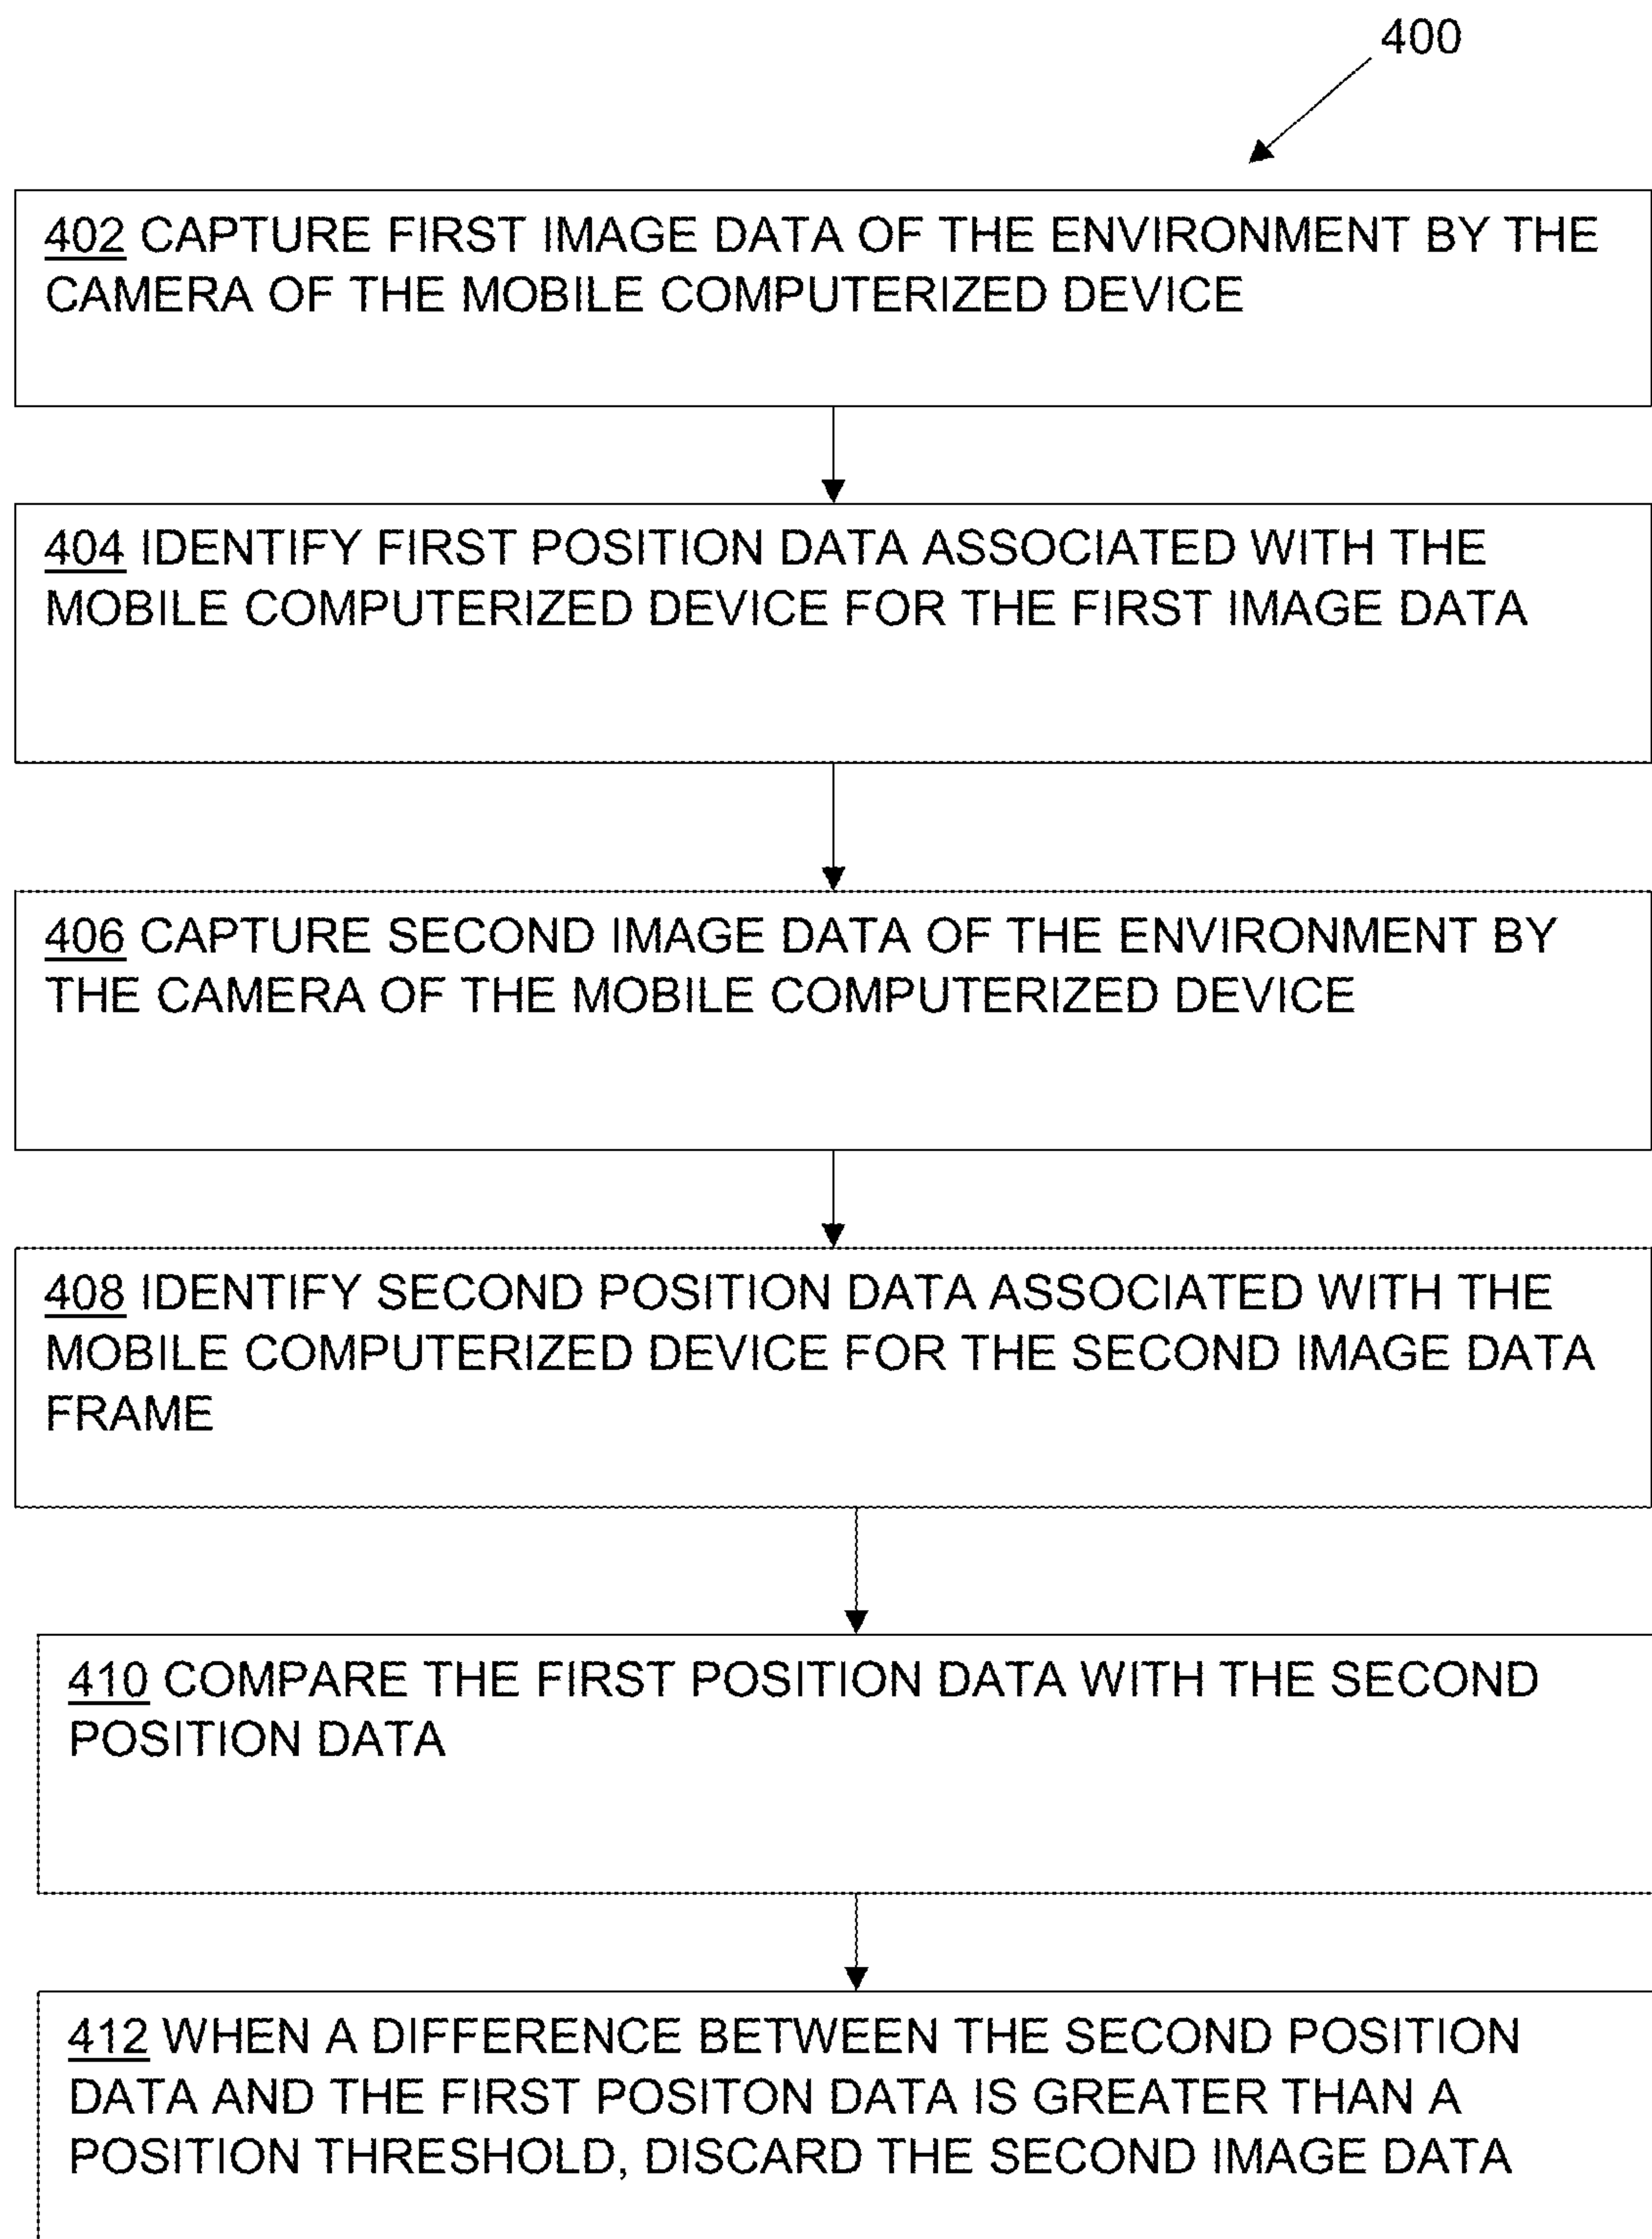 400
402 CAPTURE FIRST IMAGE DATA OF THE ENVIRONMENT BY THE
CAMERA OF THE MOBILE COMPUTERIZED DEVICE
404 IDENTIFY FIRST POSITION DATA ASSOCIATED WITH THE
MOBILE COMPUTERIZED DEVICE FOR THE FIRST IMAGE DATA
406 CAPTURE SECOND IMAGE DATA OF THE ENVIRONMENT BY
THE CAMERA OF THE MOBILE COMPUTERIZED DEVICE
408 IDENTIFY SECOND POSITION DATA ASSOCIATED WITH THE
MOBILE COMPUTERIZED DEVICE FOR THE SECOND IMAGE DATA
FRAME
410 COMPARE THE FIRST POSITION DATA WITH THE SECOND
POSITION DATA
412 WHEN A DIFFERENCE BETWEEN THE SECOND POSITION
DATA AND THE FIRST POSITON DATA IS GREATER THAN A
POSITION THRESHOLD, DISCARD THE SECOND IMAGE DATA